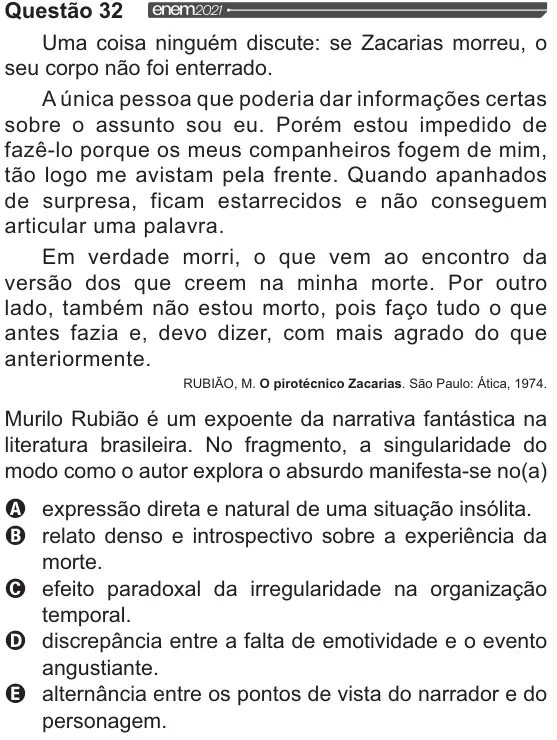 Questão 32 enem2021
Uma coisa ninguém discute: se Zacarias morreu, o
seu corpo não foi enterrado.
A única pessoa que poderia dar informações certas
sobre o assunto sou eu. Porém estou impedido de
fazê-lo porque os meus companheiros fogem de mim,
tão logo me avistam pela frente. Quando apanhados
de surpresa, ficam estarrecidos e não conseguem
articular uma palavra.
Em verdade morri, o que vem ao encontro da
versão dos que creem na minha morte. Por outro
lado, também não estou morto, pois faço tudo o que
antes fazia e, devo dizer, com mais agrado do que
anteriormente.
RUBIÃO, M. O pirotécnico Zacarias. São Paulo: Ática, 1974.
Murilo Rubião é um expoente da narrativa fantástica na
literatura brasileira. No fragmento, a singularidade do
modo como o autor explora o absurdo manifesta-se no(a)
A expressão direta e natural de uma situação insólita.
B relato denso e introspectivo sobre a experiência da
morte.
C efeito paradoxal da irregularidade na organização
temporal.
D discrepância entre a falta de emotividade e o evento
angustiante.
E alternância entre os pontos de vista do narrador e do
personagem.